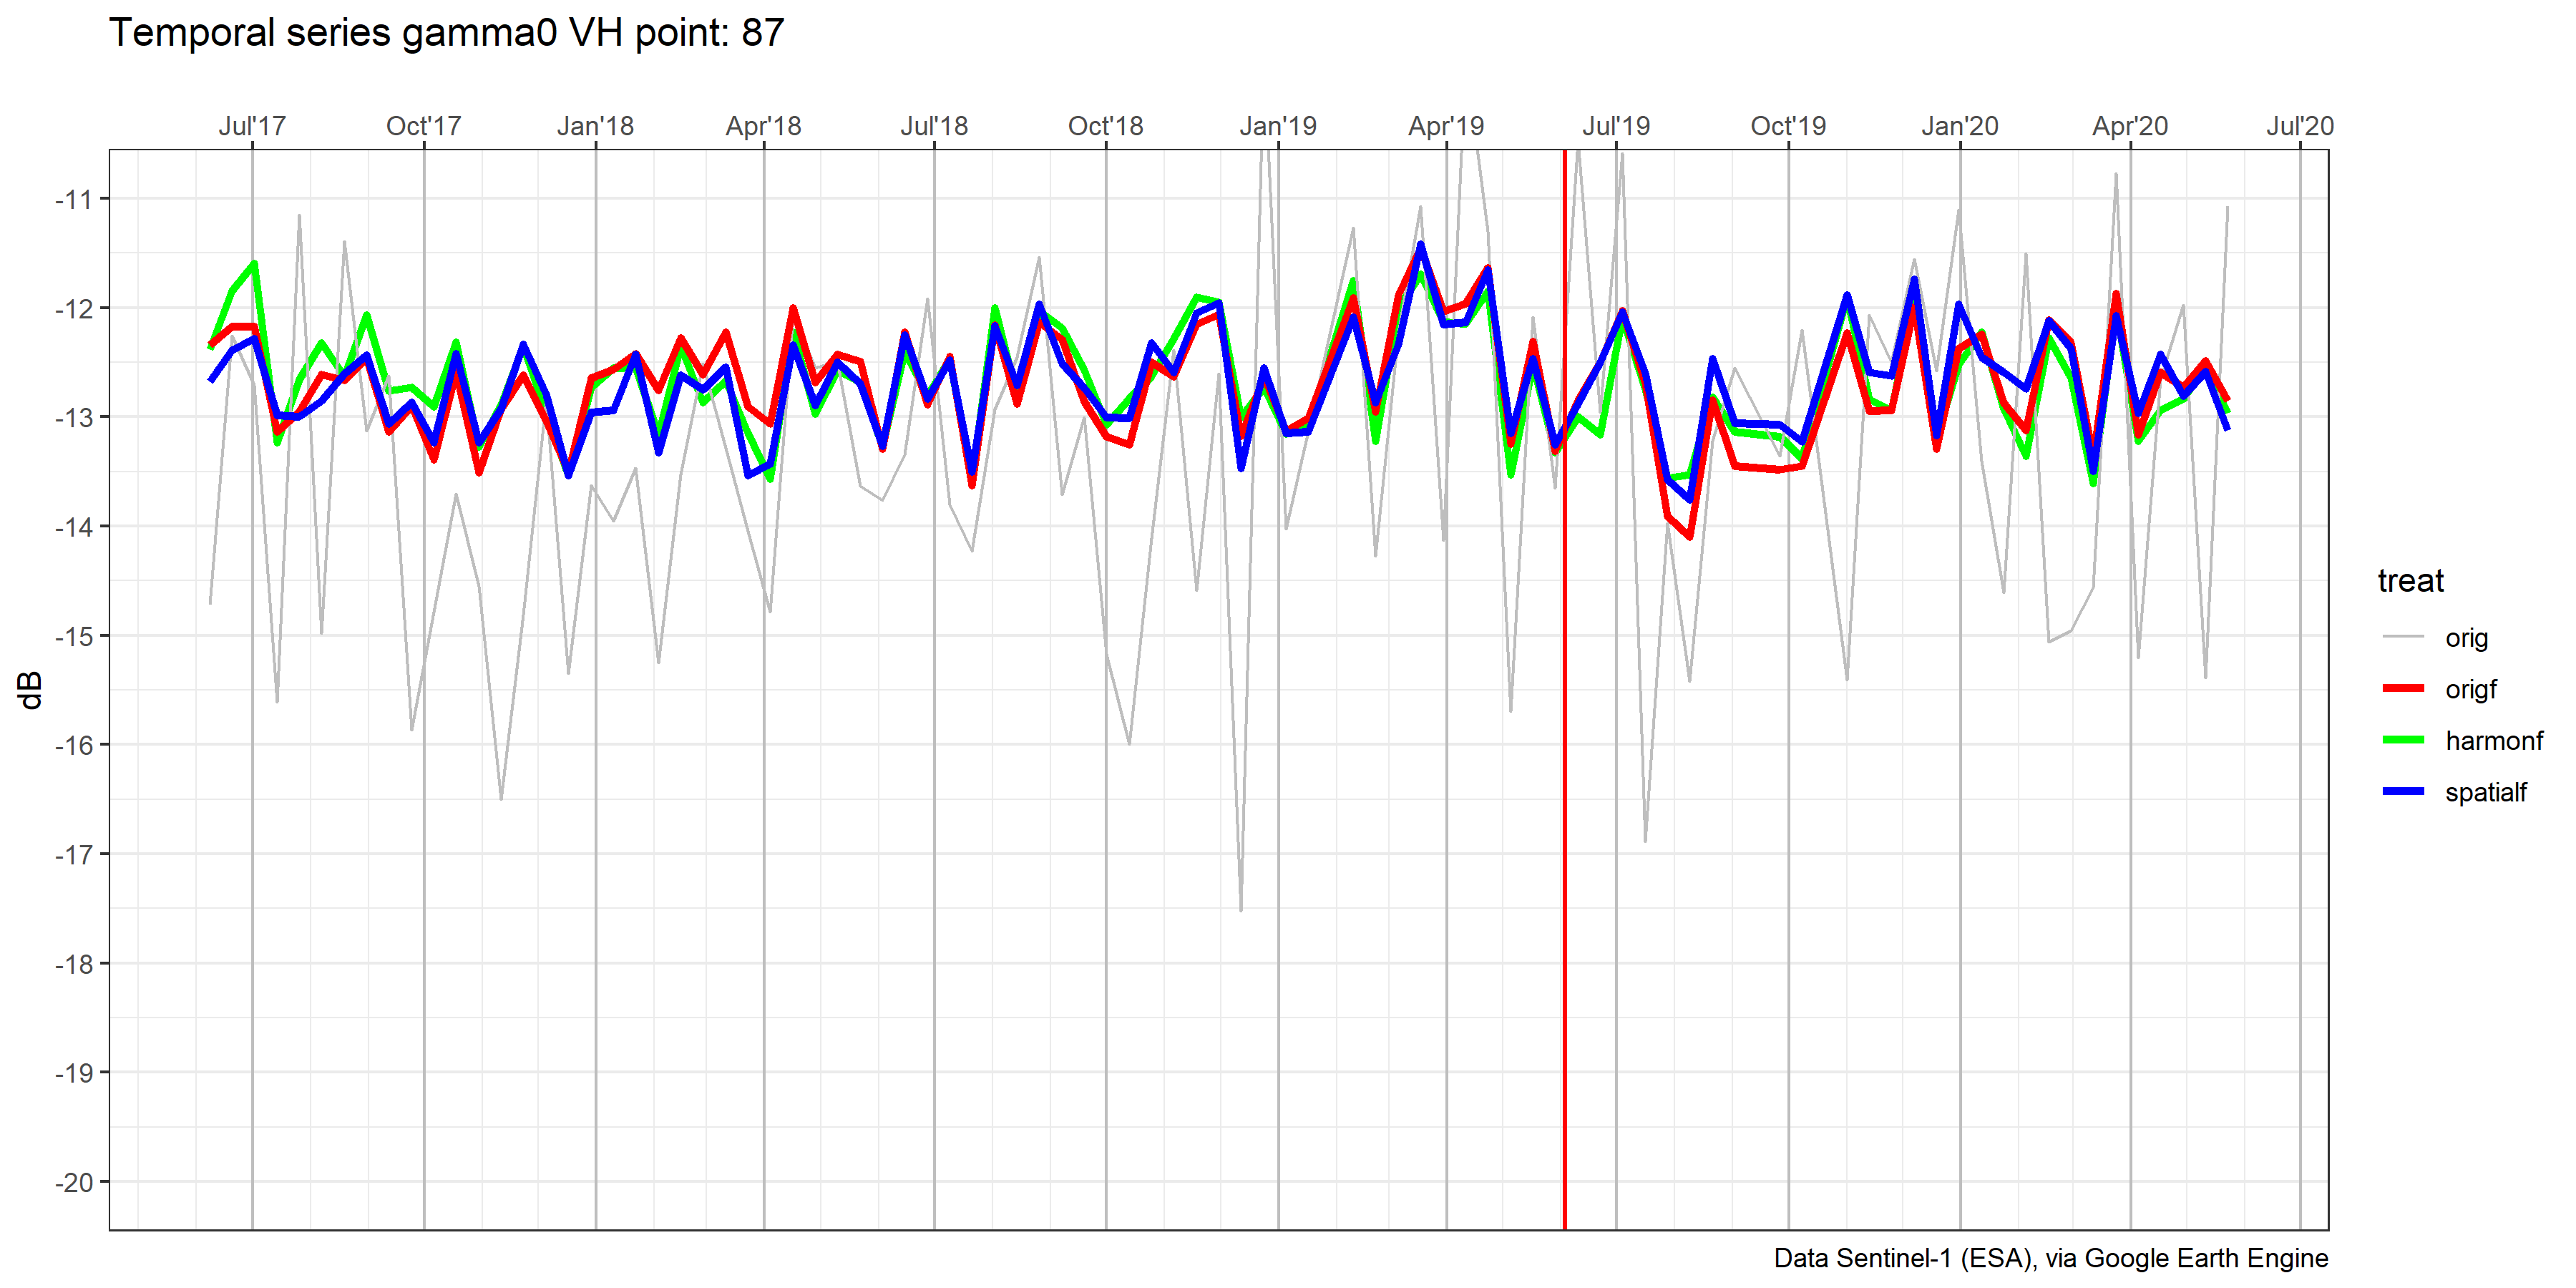 Temporal series gamma0 VH point: 87
Jul'17 Oct'17 Jan'18 Apr'18 Jul'18 Oct'18 Jan'19 Apr'19 Jul'19 Oct'19 Jan'20 Apr'20 Jul'20
-11
-12
-13
-14
-15
-16
-17
-18
-19
-20
dB
treat
orig
origf
harmonf
spatialf
Data Sentinel-1 (ESA), via Google Earth Engine